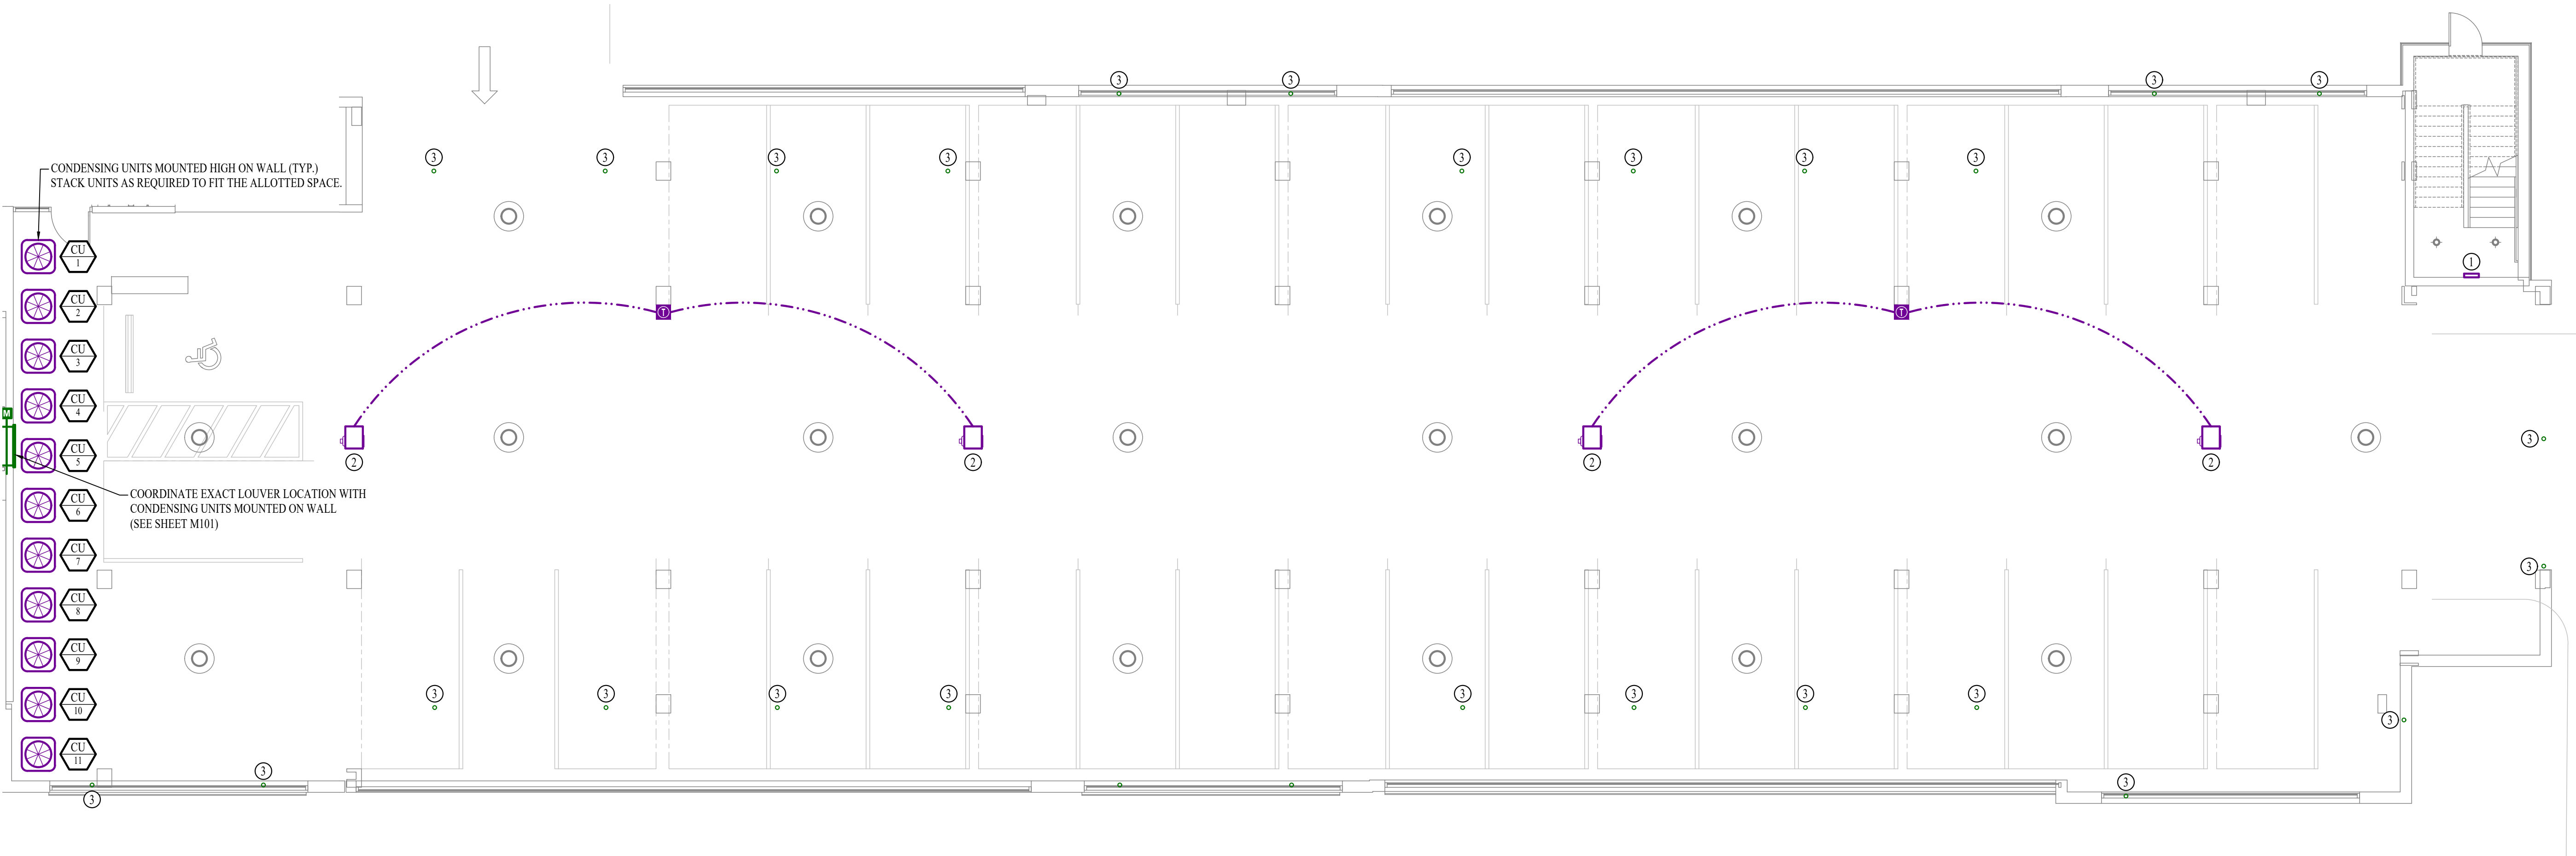 3
3
3
3
3
3
3
3
3
3
3
3
CONDENSING UNITS MOUNTED HIGH ON WALL (TYP.)
STACK UNITS AS REQUIRED TO FIT THE ALLOTTED SPACE.
CU
1
1
CU
2
T
T
CU
3
CU
4
M
3
CU
5
2
2
2
2
COORDINATE EXACT LOUVER LOCATION WITH
CONDENSING UNITS MOUNTED ON WALL
(SEE SHEET M101)
CU
6
CU
7
3
CU
8
CU
9
3
3
3
3
3
3
3
3
CU
10
3
CU
11
3
3
3